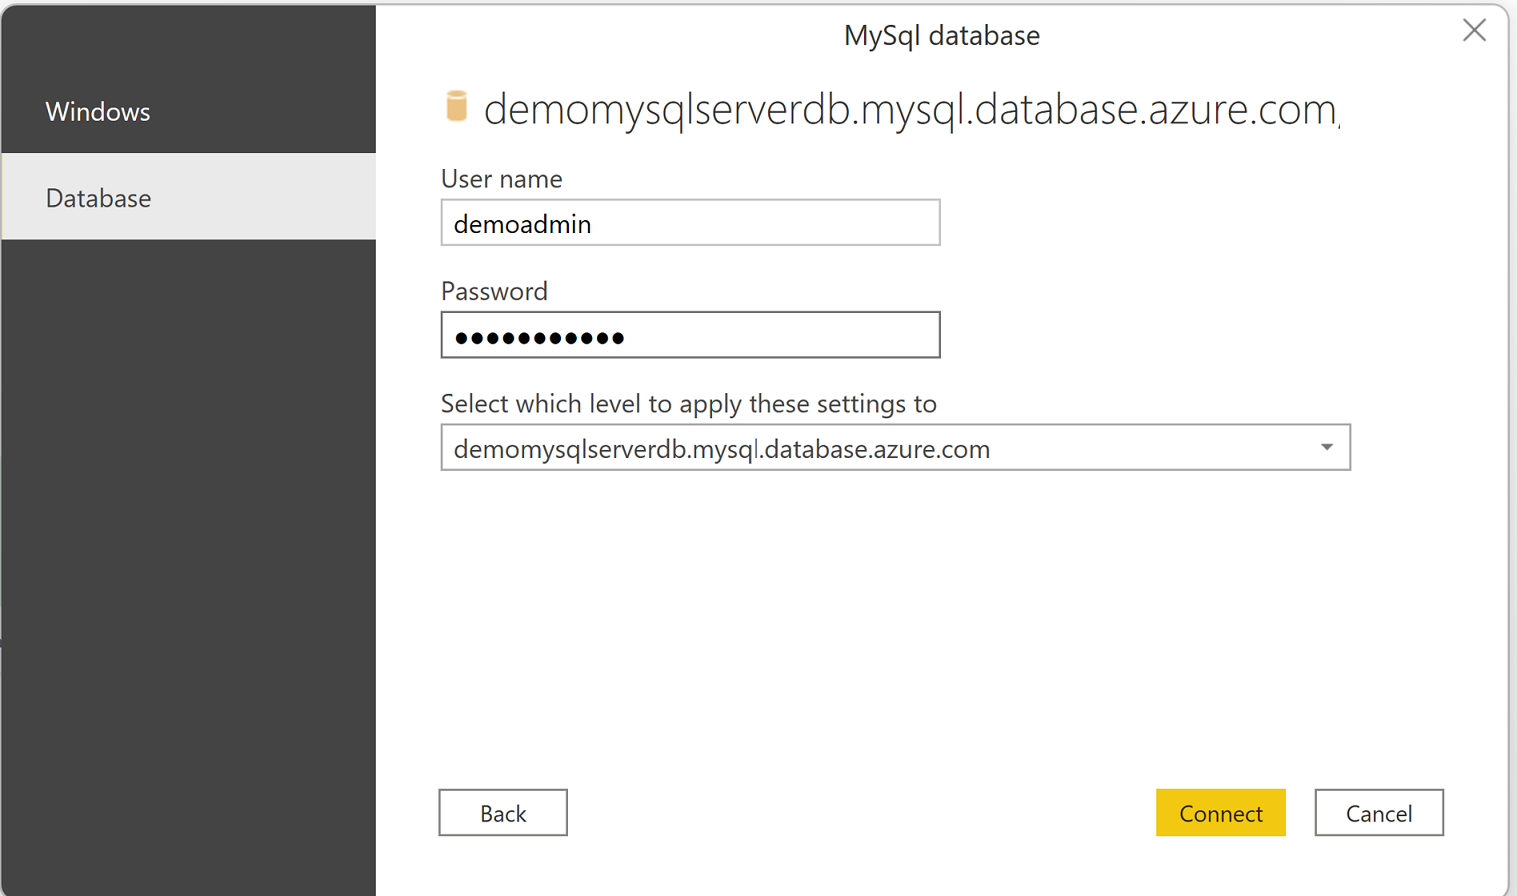 MySql database
Windows
Database
demomysqlserverdb.mysql.database.azure.com,
User name
demoadmin
Password
●●●●●●●●●●●
Select which level to apply these settings to
demomysqlserverdb.mysql.database.azure.com
Back
Connect
Cancel